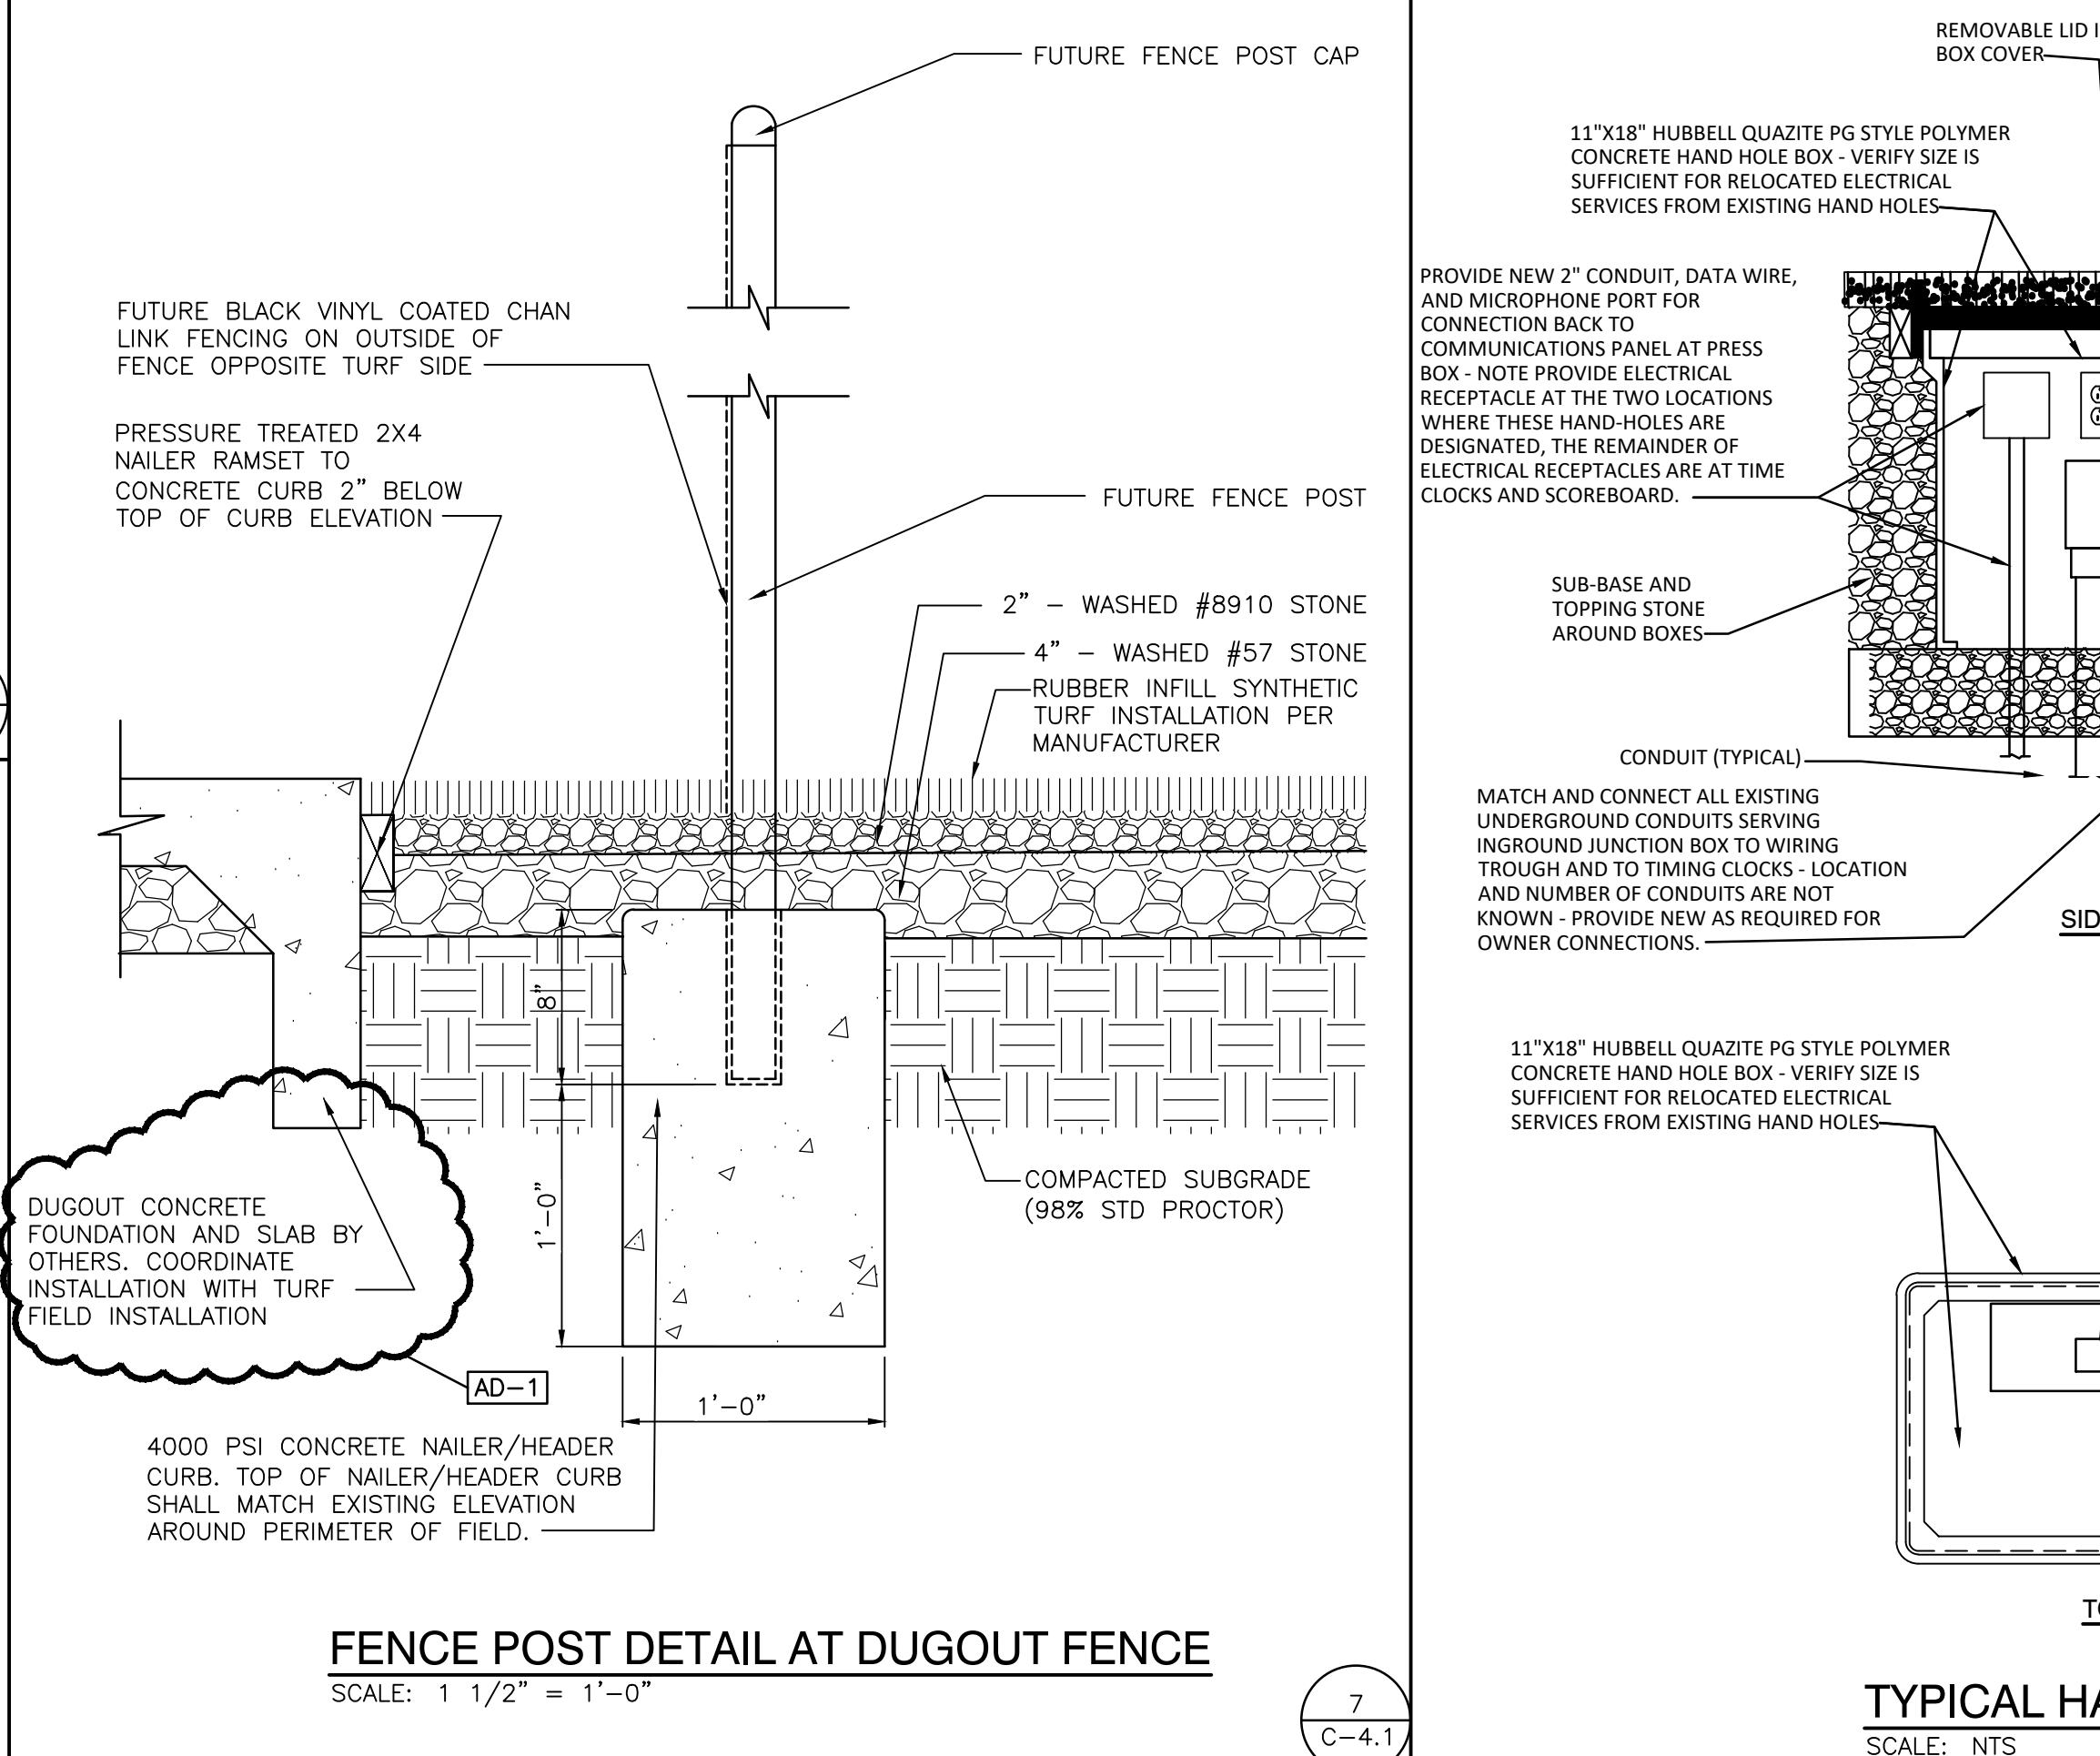 FUTURE FENCE POST CAP
FUTURE BLACK VINYL COATED CHAN
LINK FENCING ON OUTSIDE OF
FENCE OPPOSITE TURF SIDE
PRESSURE TREATED 2X4
NAILER RAMSET TO
CONCRETE CURB 2" BELOW
TOP OF CURB ELEVATION
FUTURE FENCE POST
2" – WASHED #8910 STONE
4" – WASHED #57 STONE
RUBBER INFILL SYNTHETIC
TURF INSTALLATION PER
MANUFACTURER
8"
1'–0"
1'–0"
COMPACTED SUBGRADE
(98% STD PROCTOR)
DUGOUT CONCRETE
FOUNDATION AND SLAB BY
OTHERS. COORDINATE
INSTALLATION WITH TURF
FIELD INSTALLATION
AD–1
4000 PSI CONCRETE NAILER/HEADER
CURB. TOP OF NAILER/HEADER CURB
SHALL MATCH EXISTING ELEVATION
AROUND PERIMETER OF FIELD.
FENCE POST DETAIL AT DUGOUT FENCE
SCALE: 1 1/2" = 1'–0"
7
C–4.1
REMOVABLE LID
BOX COVER
11"X18" HUBBELL QUAZITE PG STYLE POLYMER
CONCRETE HAND HOLE BOX - VERIFY SIZE IS
SUFFICIENT FOR RELOCATED ELECTRICAL
SERVICES FROM EXISTING HAND HOLES
PROVIDE NEW 2" CONDUIT, DATA WIRE,
AND MICROPHONE PORT FOR
CONNECTION BACK TO
COMMUNICATIONS PANEL AT PRESS
BOX - NOTE PROVIDE ELECTRICAL
RECEPTACLE AT THE TWO LOCATIONS
WHERE THESE HAND-HOLES ARE
DESIGNATED, THE REMAINDER OF
ELECTRICAL RECEPTACLES ARE AT TIME
CLOCKS AND SCOREBOARD.
SUB-BASE AND
TOPPING STONE
AROUND BOXES
CONDUIT (TYPICAL)
MATCH AND CONNECT ALL EXISTING
UNDERGROUND CONDUITS SERVING
INGROUND JUNCTION BOX TO WIRING
TROUGH AND TO TIMING CLOCKS - LOCATION
AND NUMBER OF CONDUITS ARE NOT
KNOWN - PROVIDE NEW AS REQUIRED FOR
OWNER CONNECTIONS.
SID
11"X18" HUBBELL QUAZITE PG STYLE POLYMER
CONCRETE HAND HOLE BOX - VERIFY SIZE IS
SUFFICIENT FOR RELOCATED ELECTRICAL
SERVICES FROM EXISTING HAND HOLES
TYPICAL
SCALE: NTS